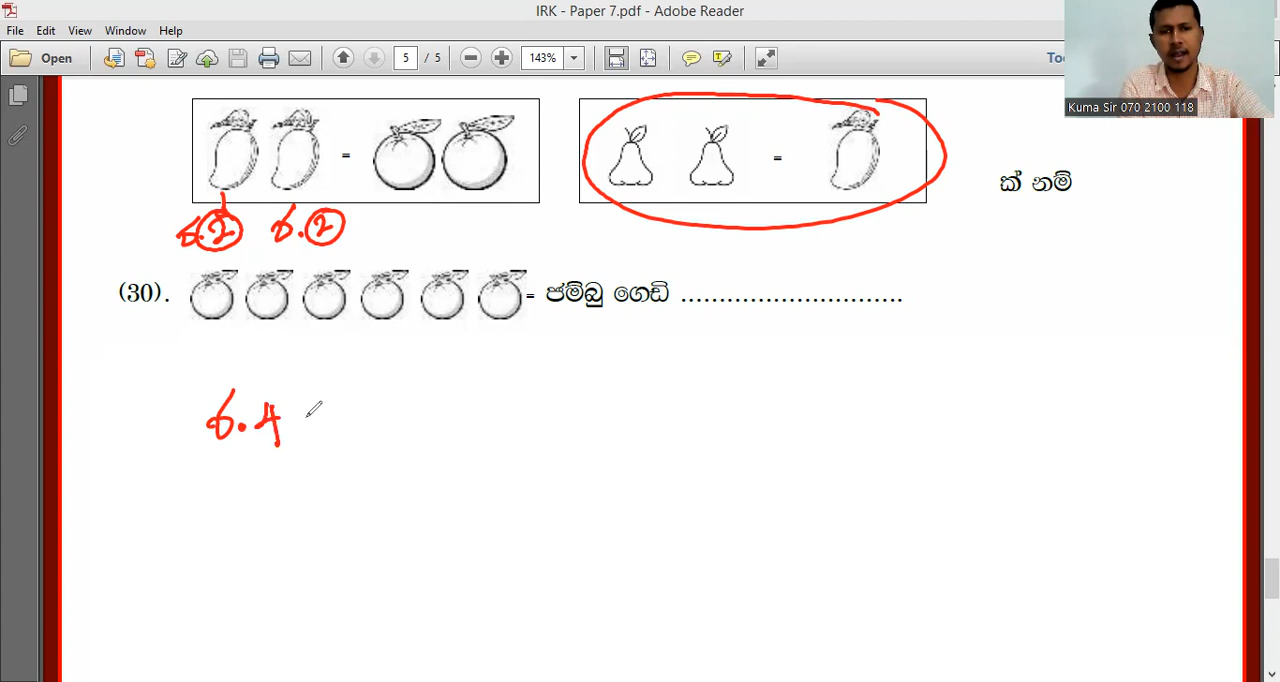 IRK - Paper 7.pdf - Adobe Reader
File Edit View Window Help
Open 5 / 5 143% Too
Kuma Sir 070 2100 118
= =
ක් නම්
ජ.2 ජ.2
(30). = ජම්බු ගෙඩි .............................
ජ.4